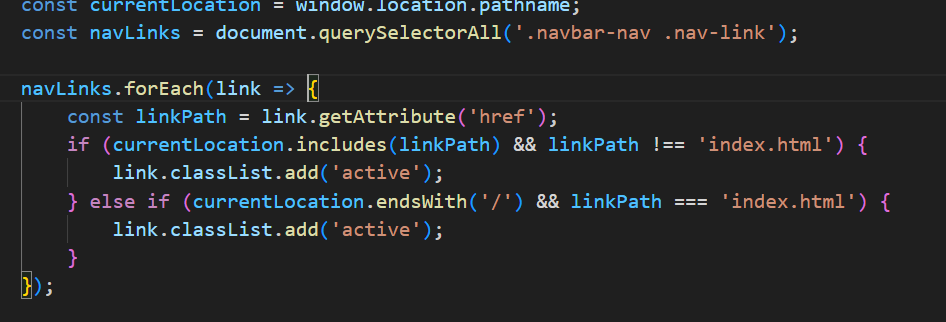 const currentLocation = window.location.pathname;
const navLinks = document.querySelectorAll('.navbar-nav .nav-link');
navLinks.forEach(link => {
const linkPath = link.getAttribute('href');
if (currentLocation.includes(linkPath) && linkPath !== 'index.html') {
link.classList.add('active');
} else if (currentLocation.endsWith('/') && linkPath === 'index.html') {
link.classList.add('active');
}
});